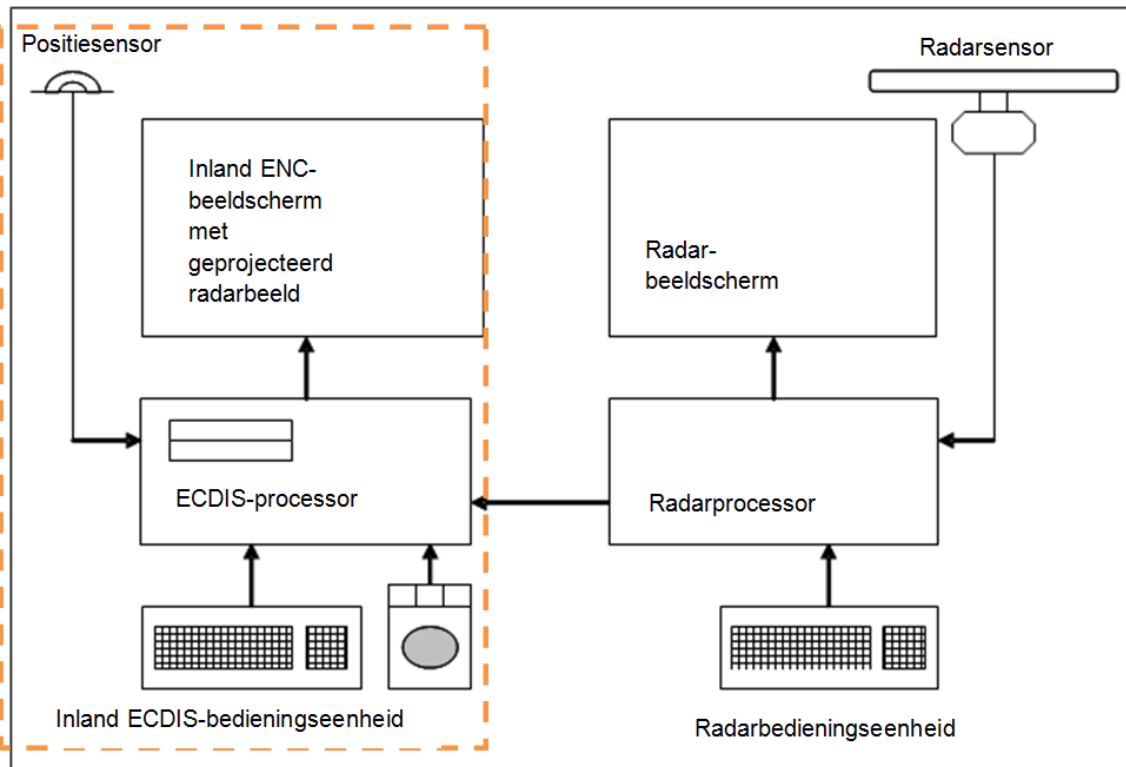 Positiesensor
Radarsensor
Inland ENC-
beeldscherm
met
geprojecteerd
radarbeeld
Radar-
beeldscherm
ECDIS-processor
Radarprocessor
Inland ECDIS-bedieningseenheid
Radarbedieningseenheid